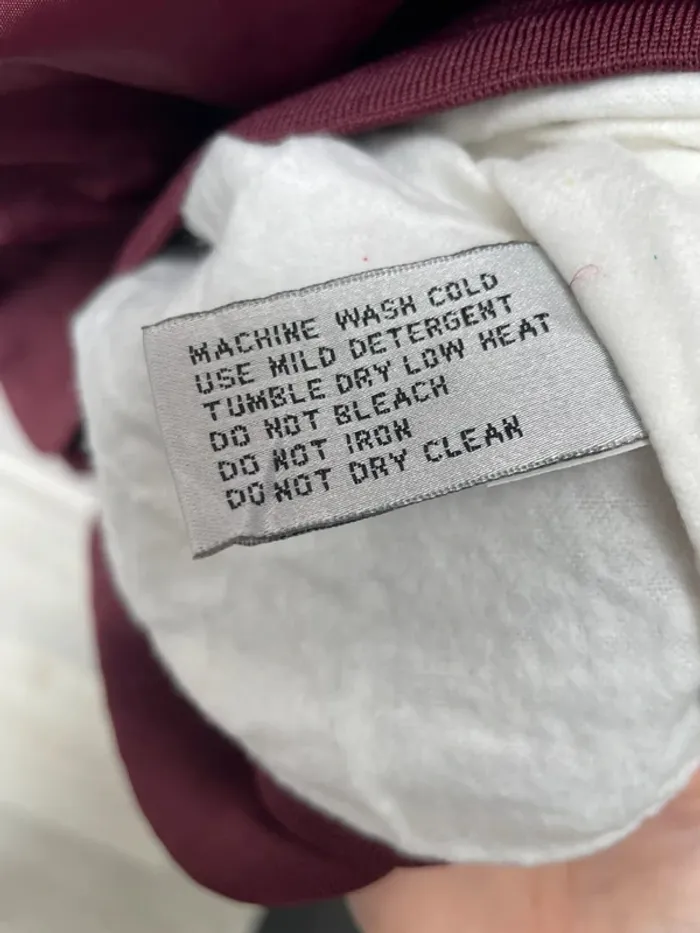 MACHINE WASH COLD
USE MILD DETERGENT
TUMBLE DRY LOW HEAT
DO NOT BLEACH
DO NOT IRON
DO NOT DRY CLEAN